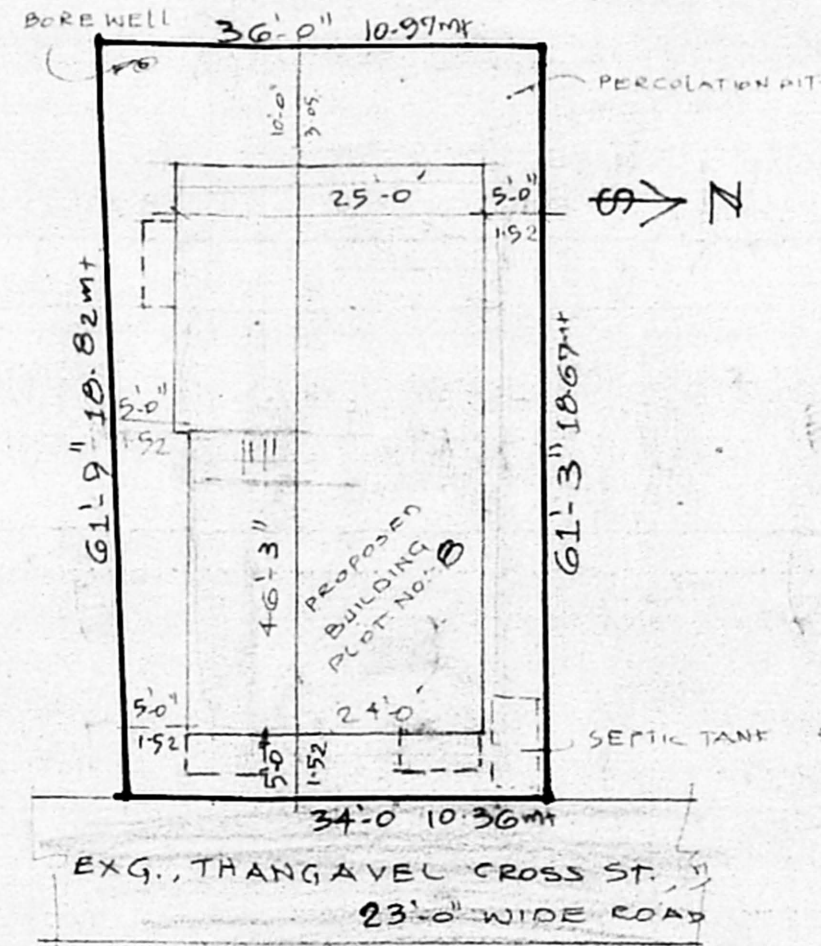 BORE WELL
36'-0" 10.97mt
PERCOLATION PIT
10'-0"
3.05
25'-0"
5'-0"
1.52
S
N
61'-9" 18.82mt
5'-0"
1.52
61'-3" 18.67mt
46'-3"
PROPOSED
BUILDING
PLOT NO:- B
24'-0"
5'-0"
1.52
5'-0
1.52
SEPTIC TANK
34'-0 10.36mt
EXG., THANGAVEL CROSS ST.,
23'-0" WIDE ROAD